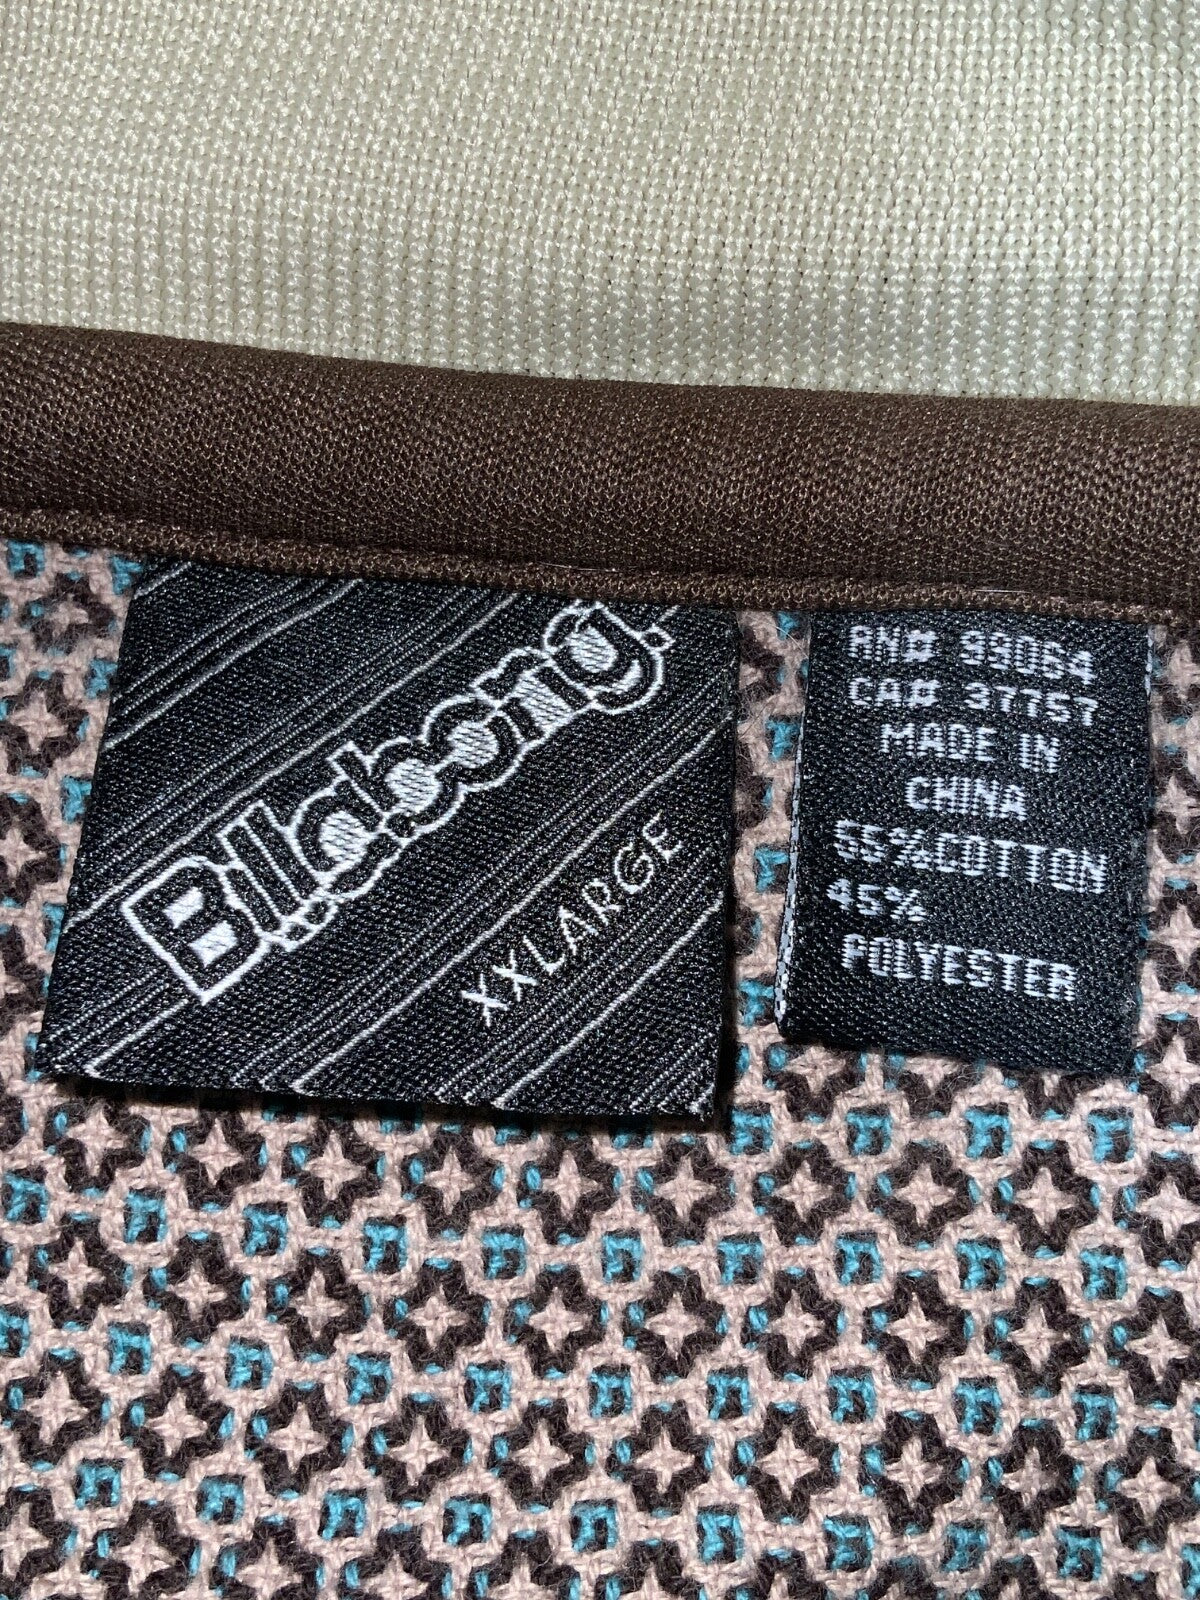 Billabong
XXLARGE
RN# 99064
CA# 37757
MADE IN
CHINA
55%COTTON
45%
POLYESTER